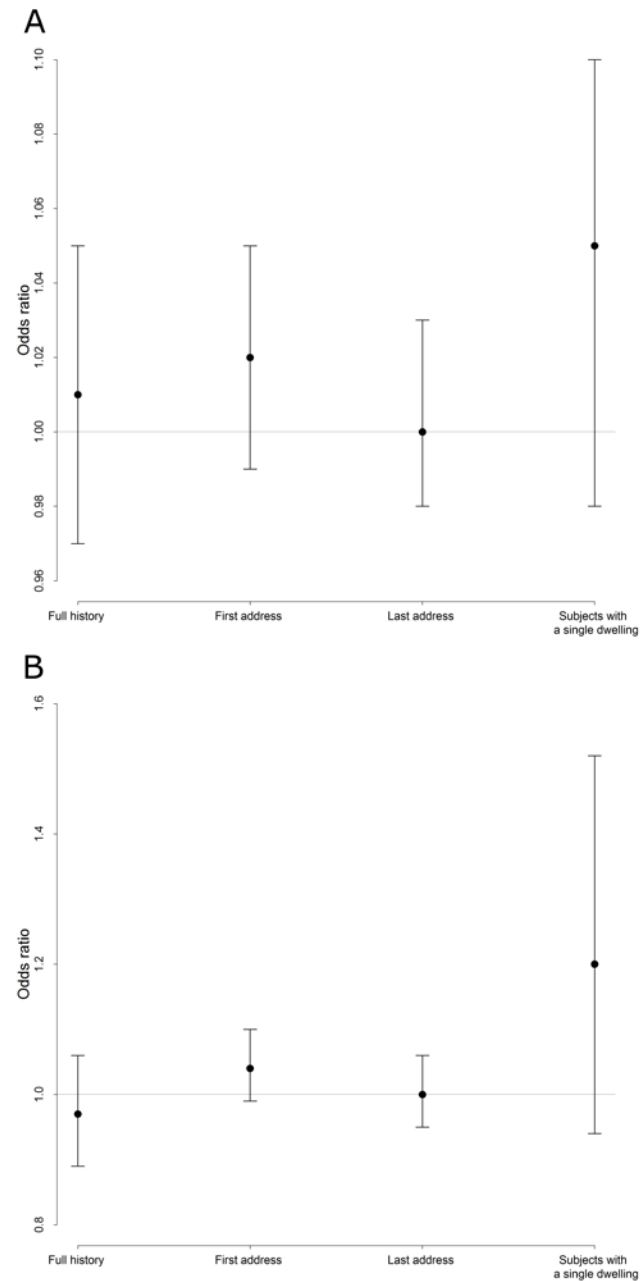 A
1.10
1.08
1.06
1.04
1.02
1.00
0.98
0.96
Odds ratio
Full history
First address
Last address
Subjects with
a single dwelling
B
1.6
1.4
1.2
1.0
0.8
Odds ratio
Full history
First address
Last address
Subjects with
a single dwelling